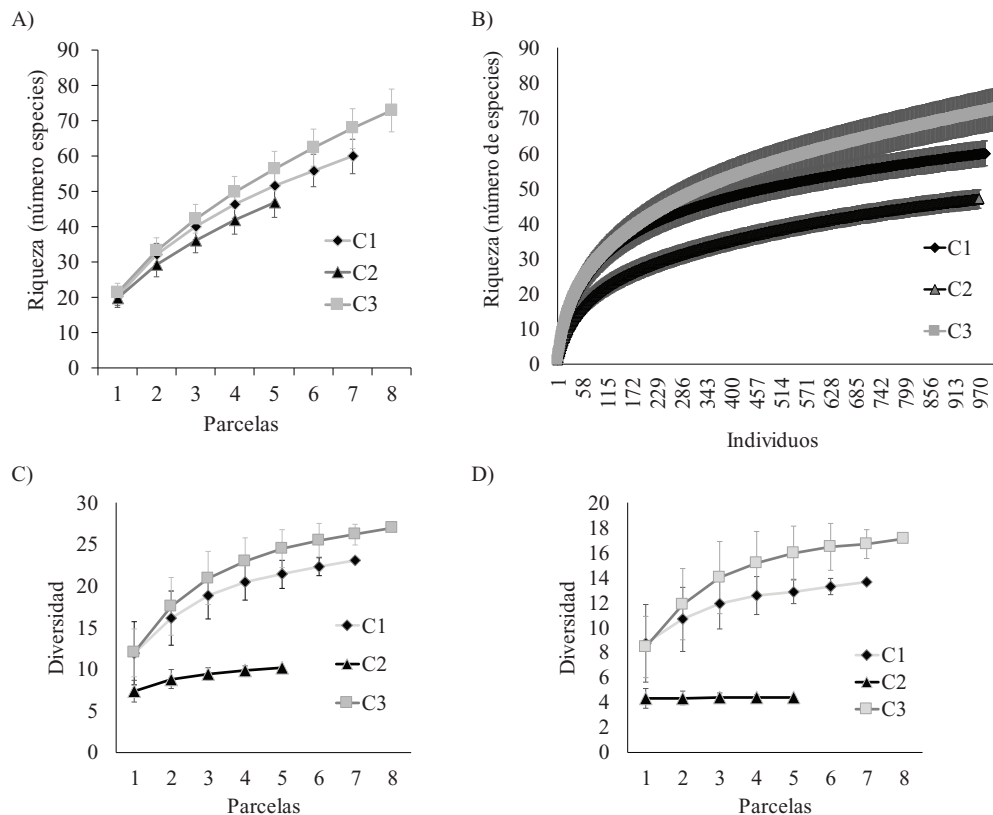 A)
Riqueza (número especies)
90
80
70
60
50
40
30
20
10
0
1 2 3 4 5 6 7 8
Parcelas
C1
C2
C3
B)
Riqueza (número de especies)
90
80
70
60
50
40
30
20
10
0
1 58 115 172 229 286 343 400 457 514 571 628 685 742 799 856 913 970
Individuos
C1
C2
C3
C)
Diversidad
30
25
20
15
10
5
0
1 2 3 4 5 6 7 8
Parcelas
C1
C2
C3
D)
Diversidad
20
18
16
14
12
10
8
6
4
2
0
1 2 3 4 5 6 7 8
Parcelas
C1
C2
C3